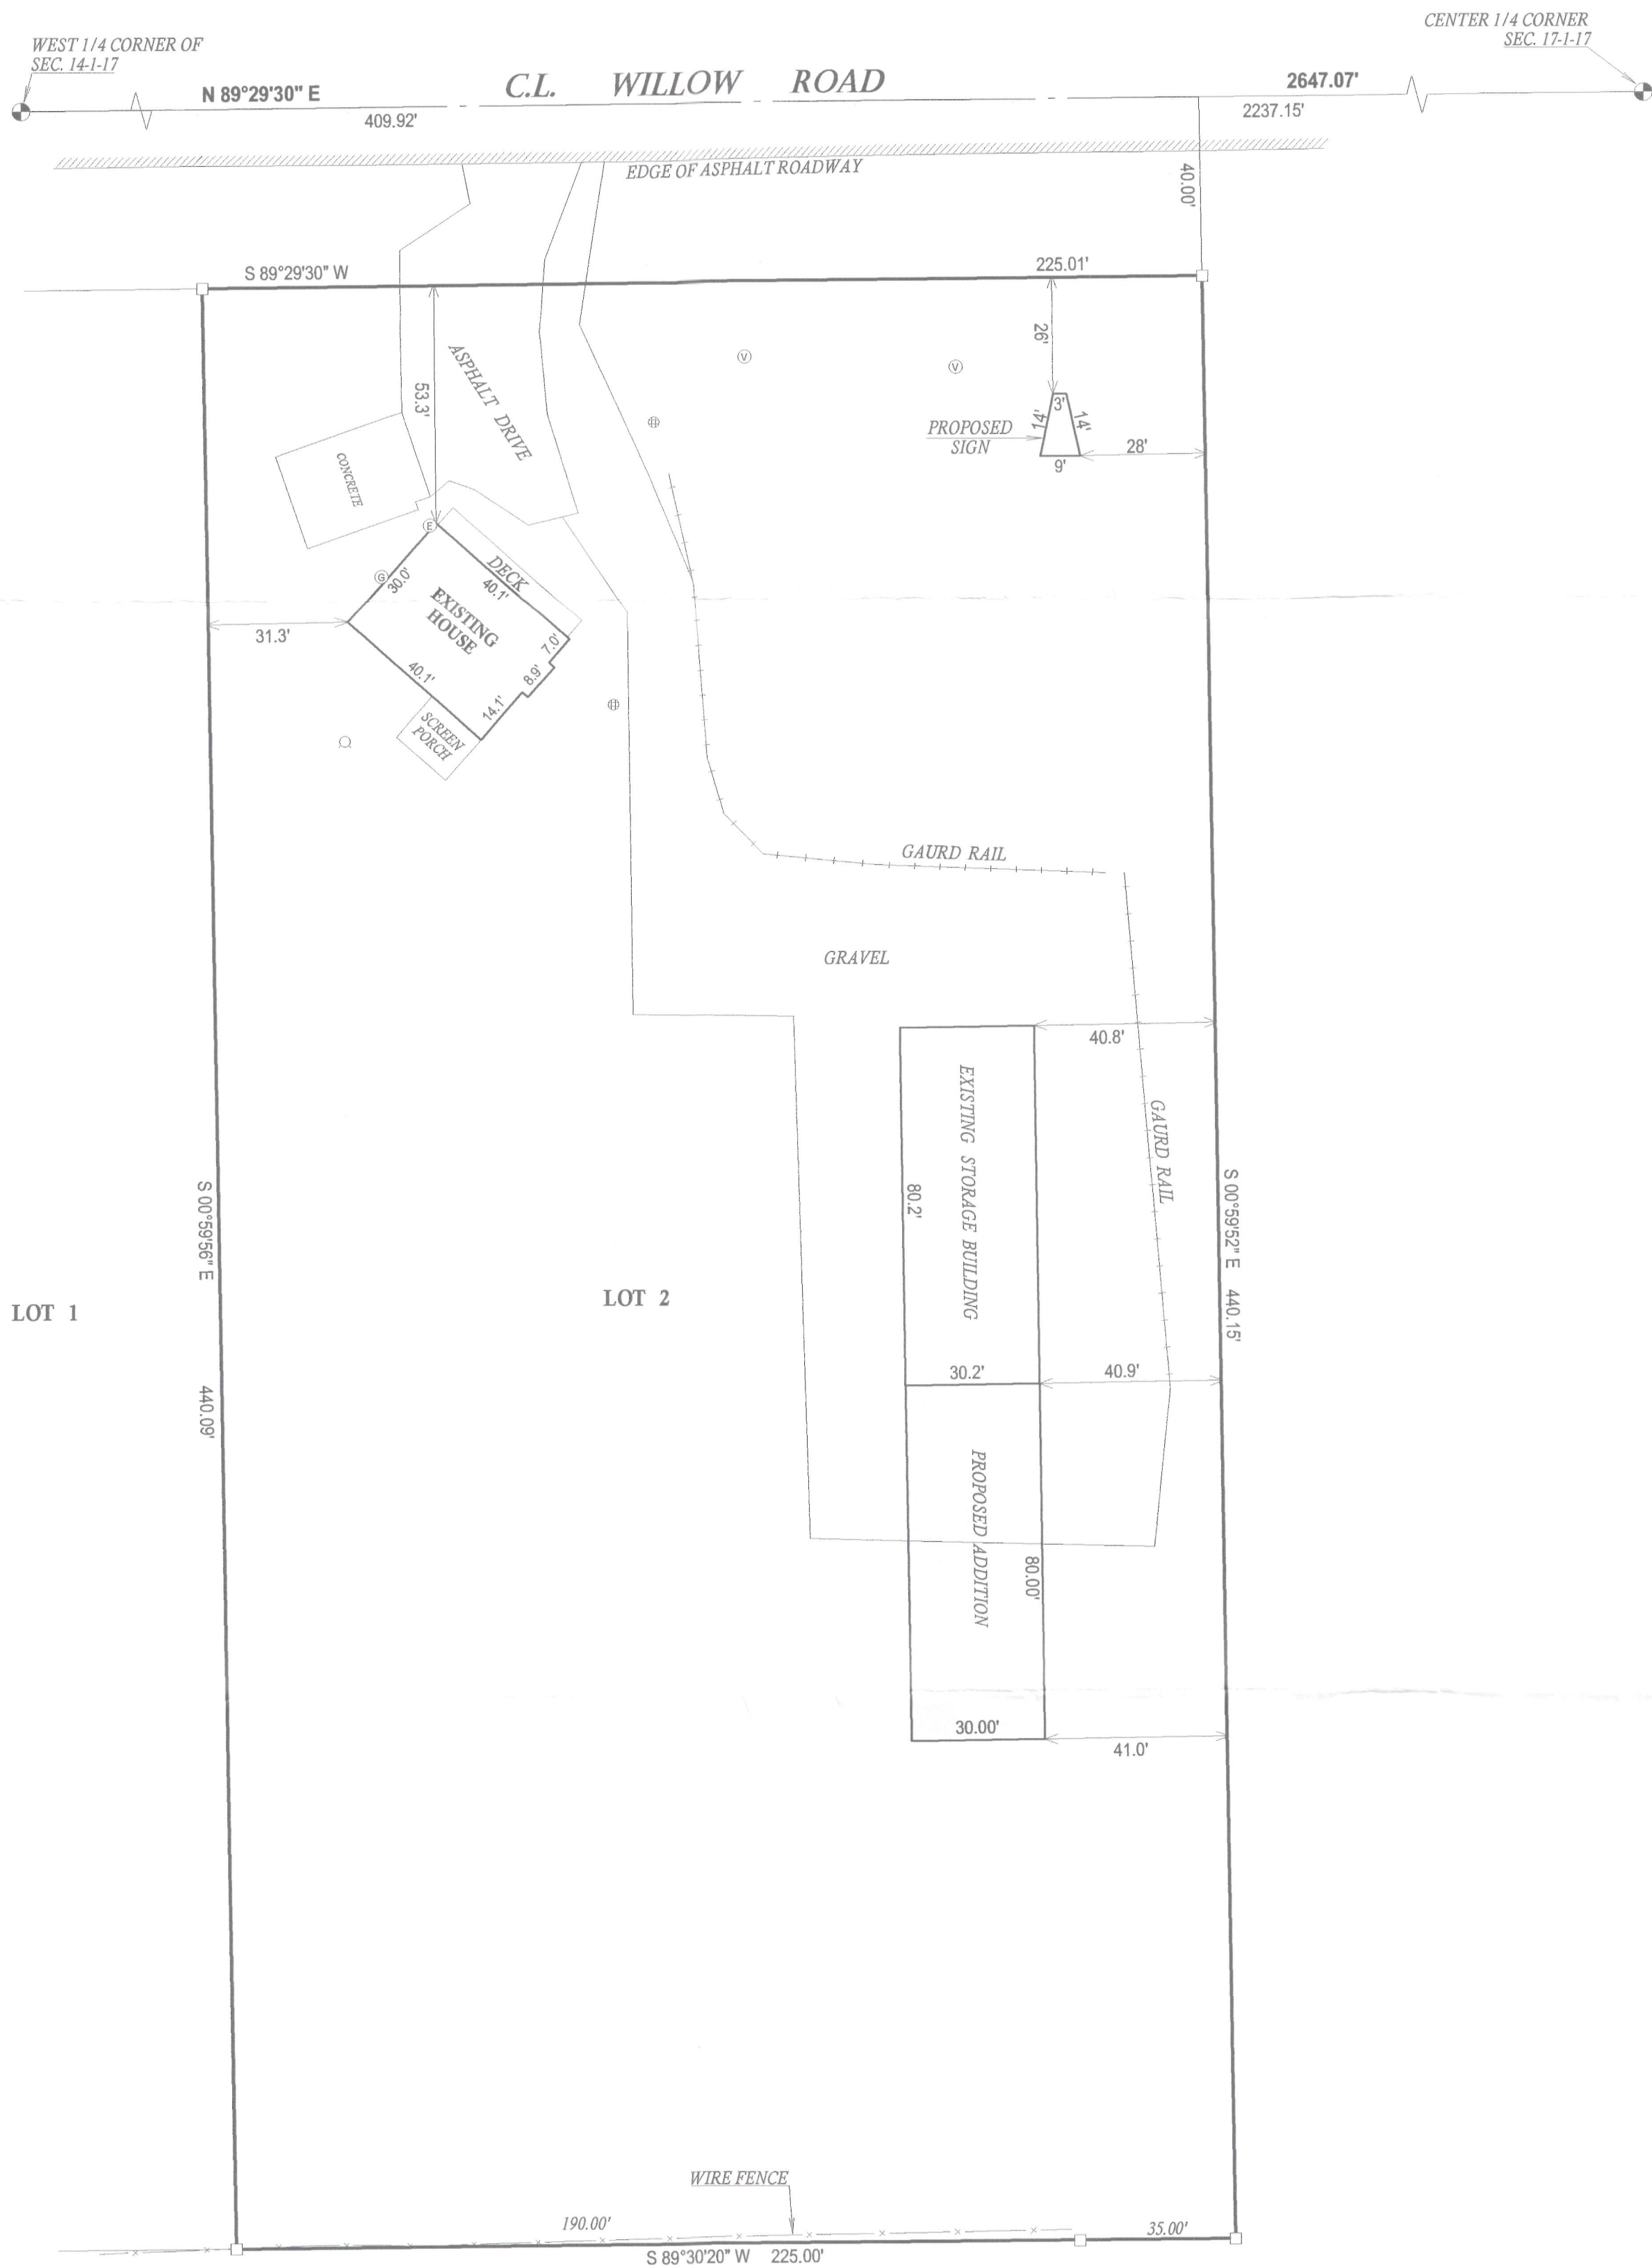 WEST 1/4 CORNER OF
SEC. 14-1-17
CENTER 1/4 CORNER
SEC. 17-1-17
N 89°29'30" E
C.L. WILLOW ROAD
2647.07'
409.92'
2237.15'
EDGE OF ASPHALT ROADWAY
40.00'
S 89°29'30" W
225.01'
26'
53.3'
ASPHALT DRIVE
V
V
3'
14'
14'
PROPOSED
SIGN
28'
9'
CONCRETE
E
DECK
40.1'
G
30.0'
EXISTING
HOUSE
31.3'
7.0'
8.9'
40.1'
14.1'
SCREEN
PORCH
GAURD RAIL
GRAVEL
40.8'
EXISTING STORAGE BUILDING
GAURD RAIL
80.2'
S 00°59'56" E
440.09'
S 00°59'52" E 440.15'
LOT 1
LOT 2
30.2'
40.9'
PROPOSED ADDITION
80.00'
30.00'
41.0'
WIRE FENCE
190.00'
35.00'
S 89°30'20" W 225.00'